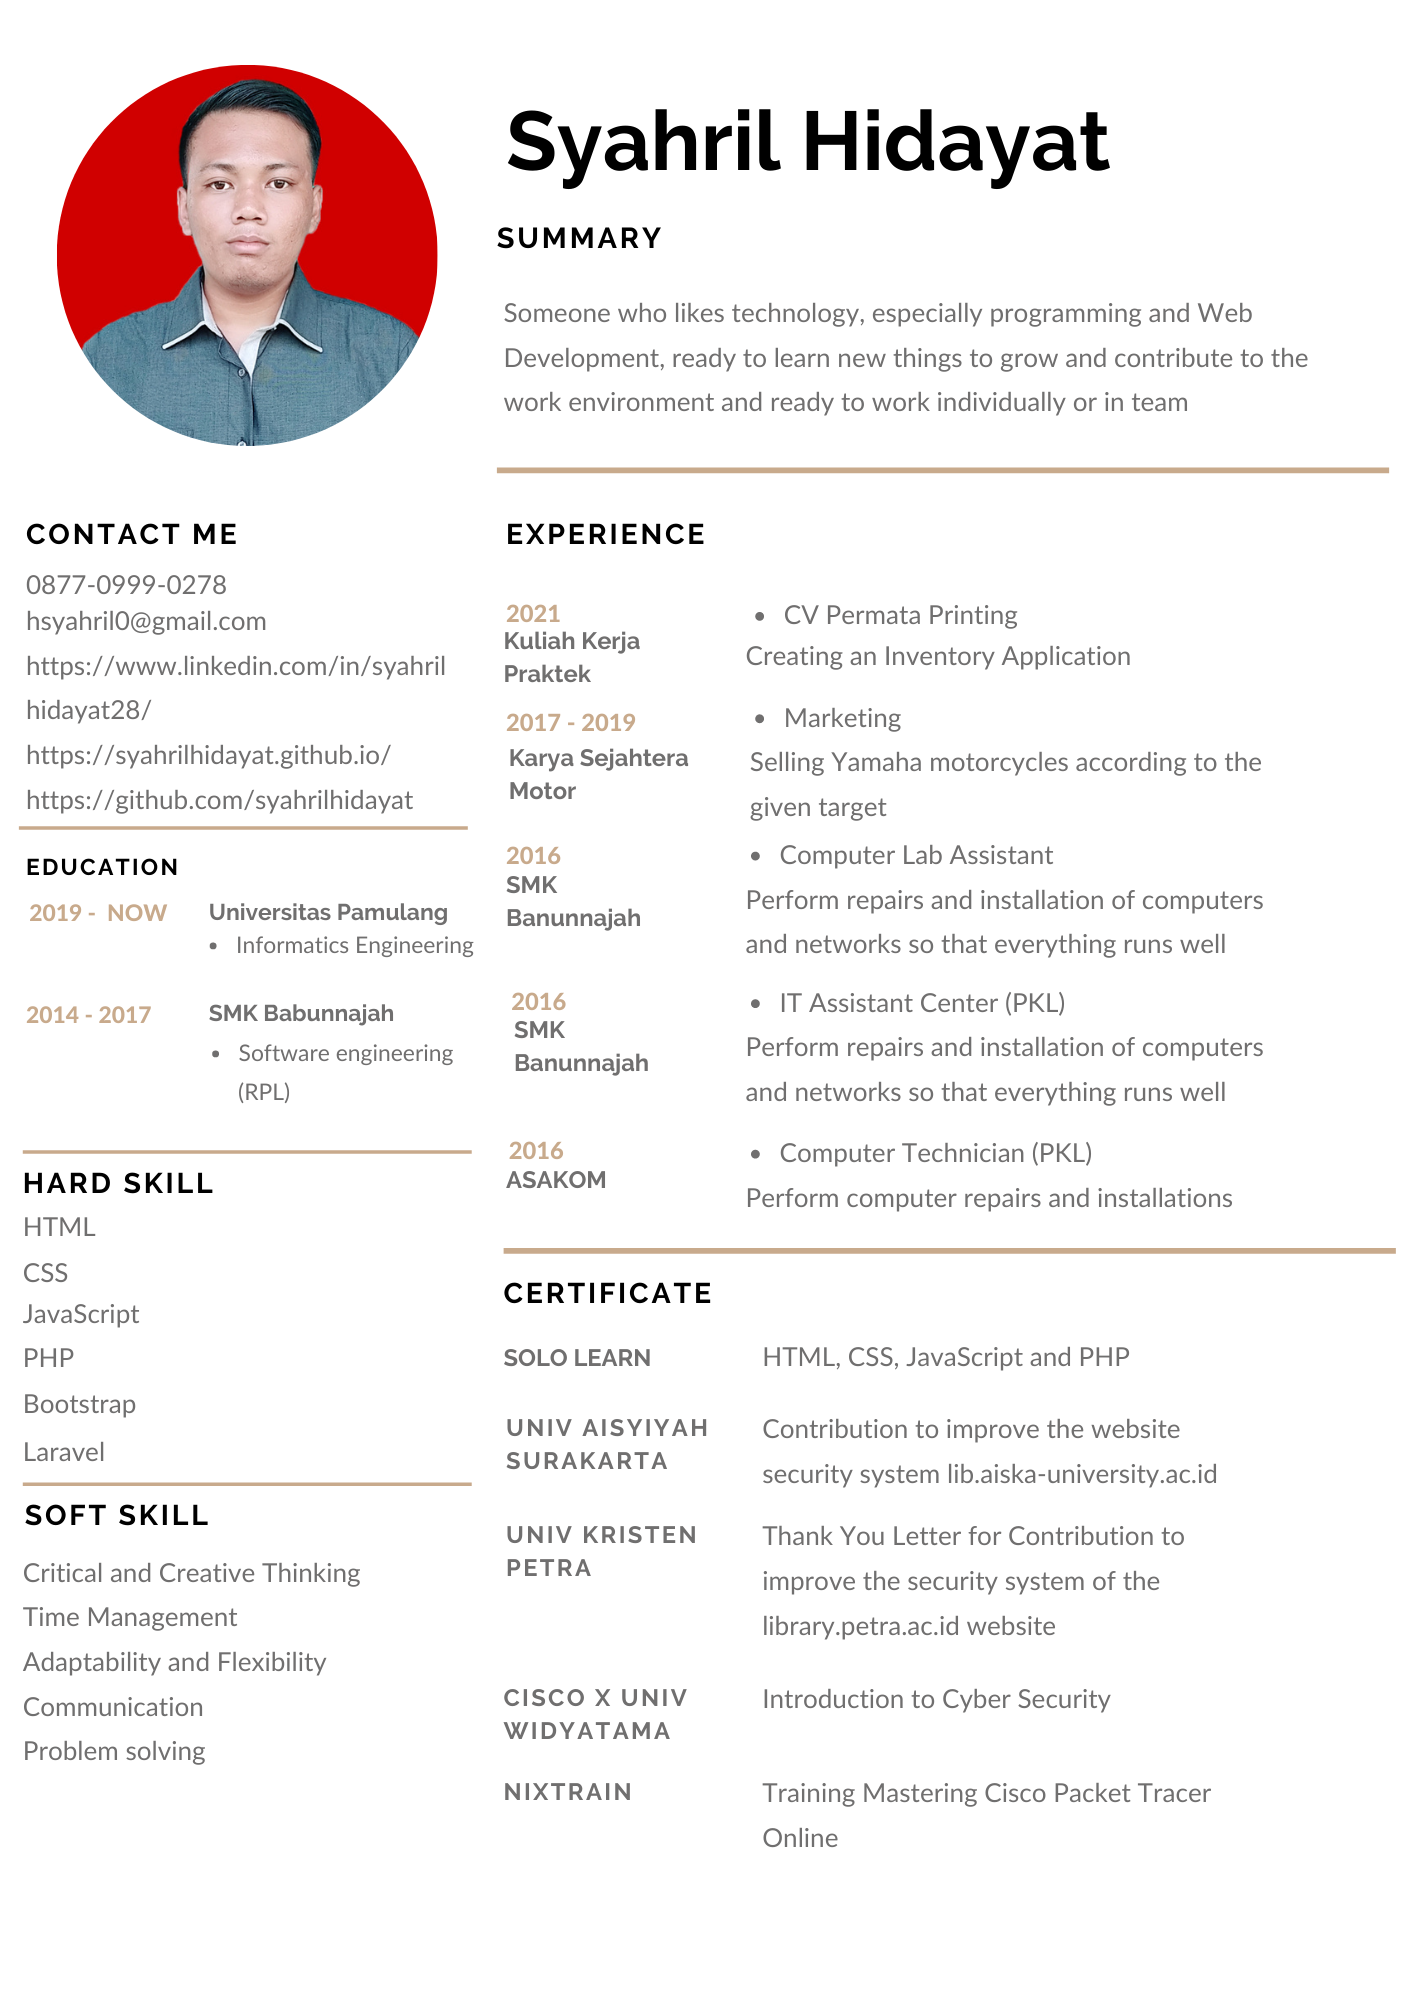 Syahril Hidayat
SUMMARY
Someone who likes technology, especially programming and Web
Development, ready to learn new things to grow and contribute to the
work environment and ready to work individually or in team
CONTACT ME
0877-0999-0278
hsyahril0@gmail.com
https://www.linkedin.com/in/syahril
hidayat28/
https://syahrilhidayat.github.io/
https://github.com/syahrilhidayat
EDUCATION
2019 - NOW
Universitas Pamulang
• Informatics Engineering
2014 - 2017
SMK Babunnajah
• Software engineering
(RPL)
HARD SKILL
HTML
CSS
JavaScript
PHP
Bootstrap
Laravel
SOFT SKILL
Critical and Creative Thinking
Time Management
Adaptability and Flexibility
Communication
Problem solving
EXPERIENCE
2021
Kuliah Kerja
Praktek
• CV Permata Printing
Creating an Inventory Application
2017 - 2019
Karya Sejahtera
Motor
• Marketing
Selling Yamaha motorcycles according to the
given target
2016
SMK
Banunnajah
• Computer Lab Assistant
Perform repairs and installation of computers
and networks so that everything runs well
2016
SMK
Banunnajah
• IT Assistant Center (PKL)
Perform repairs and installation of computers
and networks so that everything runs well
2016
ASAKOM
• Computer Technician (PKL)
Perform computer repairs and installations
CERTIFICATE
SOLO LEARN
HTML, CSS, JavaScript and PHP
UNIV AISYIYAH
SURAKARTA
Contribution to improve the website
security system lib.aiska-university.ac.id
UNIV KRISTEN
PETRA
Thank You Letter for Contribution to
improve the security system of the
library.petra.ac.id website
CISCO X UNIV
WIDYATAMA
Introduction to Cyber Security
NIXTRAIN
Training Mastering Cisco Packet Tracer
Online